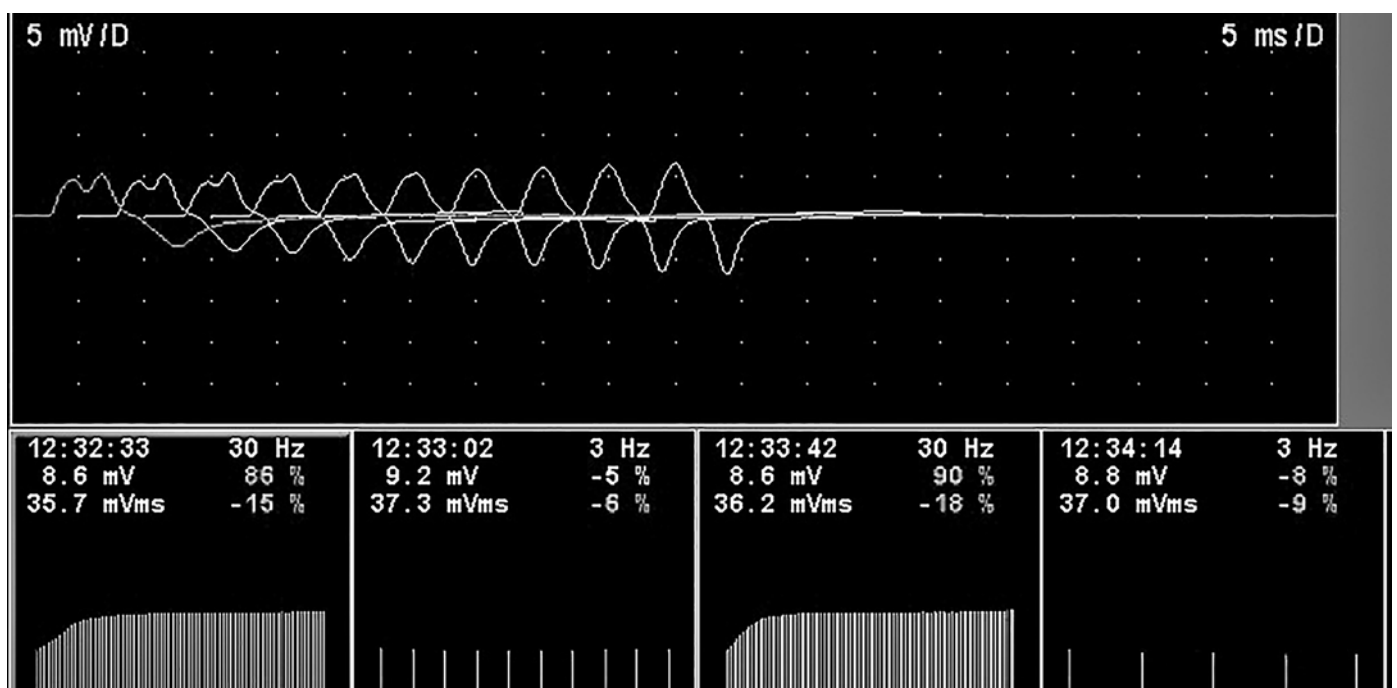 5 mV/D 5 ms/D
12:32:33 30 Hz
8.6 mV 86 %
35.7 mVms -15 %
12:33:02 3 Hz
9.2 mV -5 %
37.3 mVms -6 %
12:33:42 30 Hz
8.6 mV 90 %
36.2 mVms -18 %
12:34:14 3 Hz
8.8 mV -8 %
37.0 mVms -9 %